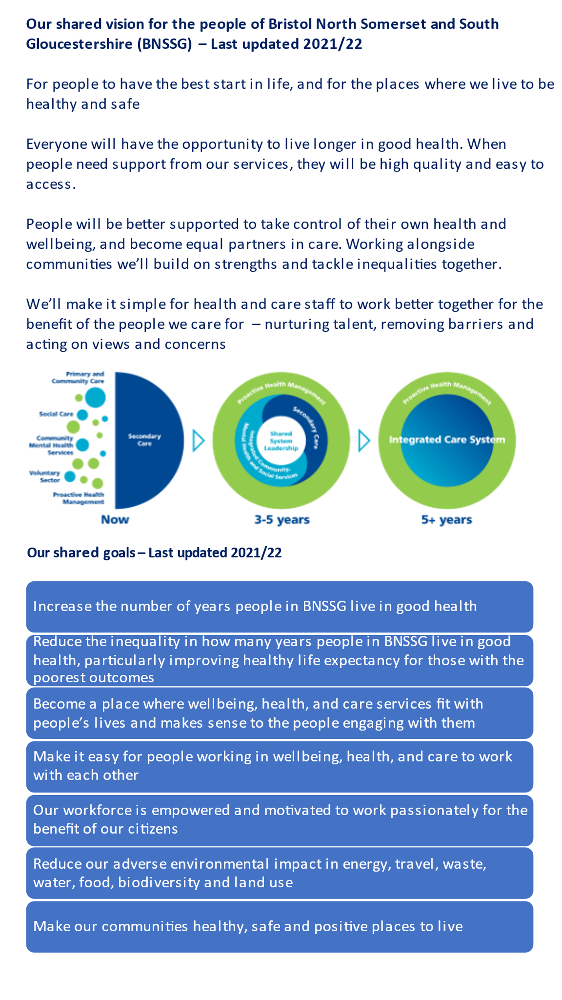 Our shared vision for the people of Bristol North Somerset and South
Gloucestershire (BNSSG) – Last updated 2021/22
For people to have the best start in life, and for the places where we live to be
healthy and safe
Everyone will have the opportunity to live longer in good health. When
people need support from our services, they will be high quality and easy to
access.
People will be better supported to take control of their own health and
wellbeing, and become equal partners in care. Working alongside
communities we’ll build on strengths and tackle inequalities together.
We’ll make it simple for health and care staff to work better together for the
benefit of the people we care for – nurturing talent, removing barriers and
acting on views and concerns
Primary and
Community Care
Social Care
Community
Mental Health
Services
Voluntary
Sector
Proactive Health
Management
Secondary
Care
Now
Proactive Health Management
Secondary Care
Shared
System
Leadership
Integrated Community,
Mental Health and Social Services
3-5 years
Proactive Health Management
Integrated Care System
5+ years
Our shared goals – Last updated 2021/22
Increase the number of years people in BNSSG live in good health
Reduce the inequality in how many years people in BNSSG live in good
health, particularly improving healthy life expectancy for those with the
poorest outcomes
Become a place where wellbeing, health, and care services fit with
people’s lives and makes sense to the people engaging with them
Make it easy for people working in wellbeing, health, and care to work
with each other
Our workforce is empowered and motivated to work passionately for the
benefit of our citizens
Reduce our adverse environmental impact in energy, travel, waste,
water, food, biodiversity and land use
Make our communities healthy, safe and positive places to live